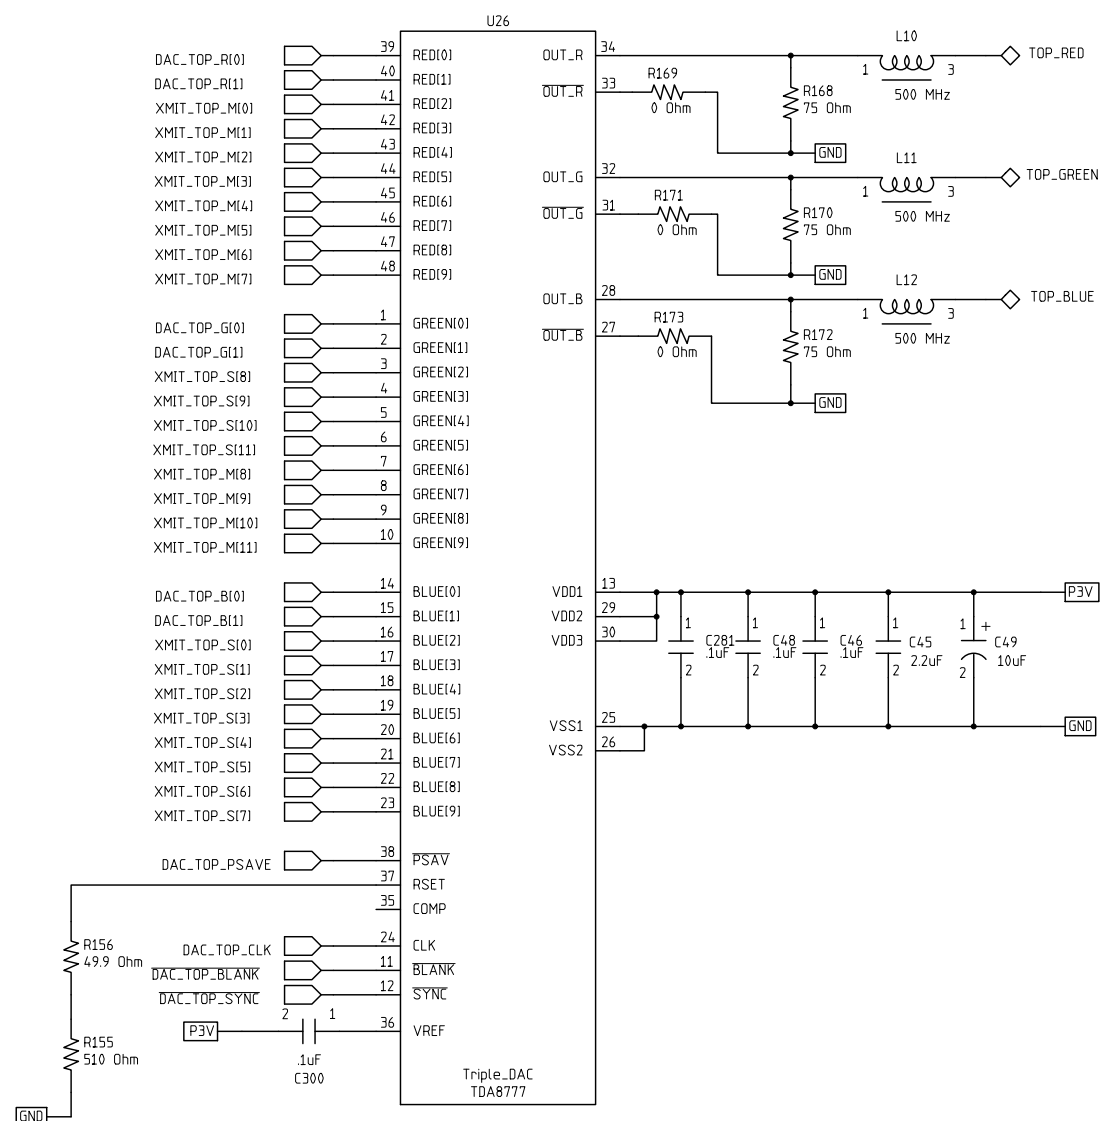 U26
DAC_TOP_R[0] 39 RED[0]
DAC_TOP_R[1] 40 RED[1]
XMIT_TOP_M[0] 41 RED[2]
XMIT_TOP_M[1] 42 RED[3]
XMIT_TOP_M[2] 43 RED[4]
XMIT_TOP_M[3] 44 RED[5]
XMIT_TOP_M[4] 45 RED[6]
XMIT_TOP_M[5] 46 RED[7]
XMIT_TOP_M[6] 47 RED[8]
XMIT_TOP_M[7] 48 RED[9]
DAC_TOP_G[0] 1 GREEN[0]
DAC_TOP_G[1] 2 GREEN[1]
XMIT_TOP_S[8] 3 GREEN[2]
XMIT_TOP_S[9] 4 GREEN[3]
XMIT_TOP_S[10] 5 GREEN[4]
XMIT_TOP_S[11] 6 GREEN[5]
XMIT_TOP_M[8] 7 GREEN[6]
XMIT_TOP_M[9] 8 GREEN[7]
XMIT_TOP_M[10] 9 GREEN[8]
XMIT_TOP_M[11] 10 GREEN[9]
DAC_TOP_B[0] 14 BLUE[0]
DAC_TOP_B[1] 15 BLUE[1]
XMIT_TOP_S[0] 16 BLUE[2]
XMIT_TOP_S[1] 17 BLUE[3]
XMIT_TOP_S[2] 18 BLUE[4]
XMIT_TOP_S[3] 19 BLUE[5]
XMIT_TOP_S[4] 20 BLUE[6]
XMIT_TOP_S[5] 21 BLUE[7]
XMIT_TOP_S[6] 22 BLUE[8]
XMIT_TOP_S[7] 23 BLUE[9]
DAC_TOP_PSAVE 38 PSAV
37 RSET
35 COMP
DAC_TOP_CLK 24 CLK
DAC_TOP_BLANK 11 BLANK
DAC_TOP_SYNC 12 SYNC
P3V 2 1 36 VREF
.1uF
C300
R156
49.9 Ohm
R155
510 Ohm
GND
Triple_DAC
TDA8777
OUT_R 34
L10
1 3
500 MHz
TOP_RED
OUT_R 33
R169
0 Ohm
R168
75 Ohm
GND
OUT_G 32
L11
1 3
500 MHz
TOP_GREEN
OUT_G 31
R171
0 Ohm
R170
75 Ohm
GND
OUT_B 28
L12
1 3
500 MHz
TOP_BLUE
OUT_B 27
R173
0 Ohm
R172
75 Ohm
GND
VDD1 13
VDD2 29
VDD3 30
P3V
1 C281 .1uF 2
1 C48 .1uF 2
1 C46 .1uF 2
1 C45 2.2uF 2
1 + C49 10uF 2
VSS1 25
VSS2 26
GND